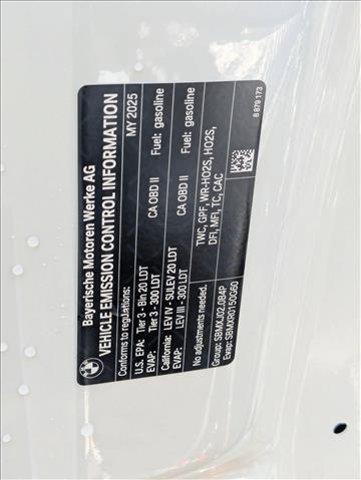 Bayerische Motoren Werke AG
VEHICLE EMISSION CONTROL INFORMATION
Conforms to regulations: MY 2025
U.S. EPA: Tier 3 - Bin 20 LDT Fuel: gasoline
EVAP: Tier 3 - 300 LDT CA OBD II
California: LEV IV - SULEV 20 LDT Fuel: gasoline
EVAP: LEV III - 300 LDT CA OBD II
No adjustments needed. TWC, GPF, WR-HO2S, HO2S,
DFI, MFI, TC, CAC
Group: SBMXJ02.0B4P
Evap: SBMXR0150G60
8 879 173